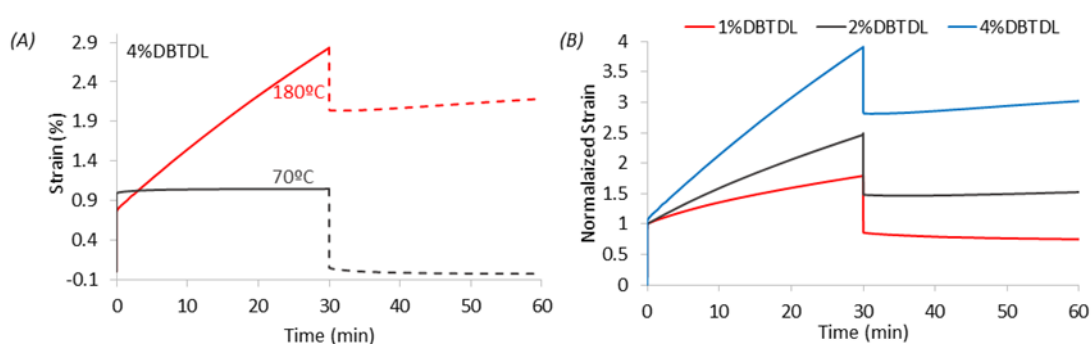 (A)
4%DBTDL
2.9
2.4
1.9
1.4
0.9
0.4
-0.1
Strain (%)
180ºC
70ºC
0 10 20 30 40 50 60
Time (min)
(B)
1%DBTDL 2%DBTDL 4%DBTDL
4
3.5
3
2.5
2
1.5
1
0.5
0
Normalaized Strain
0 10 20 30 40 50 60
Time (min)